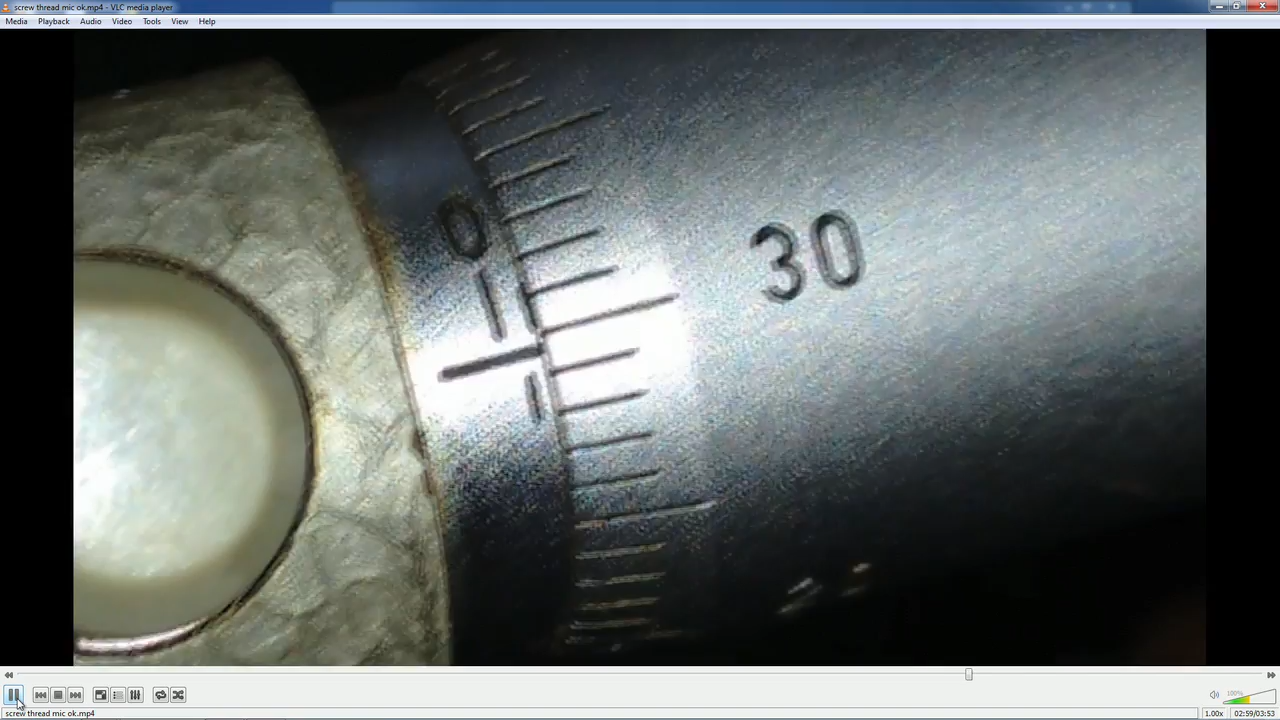 screw thread mic ok.mp4 - VLC media player
Media Playback Audio Video Tools View Help
0
30
100%
screw thread mic ok.mp4
1.00x 02:59/03:53